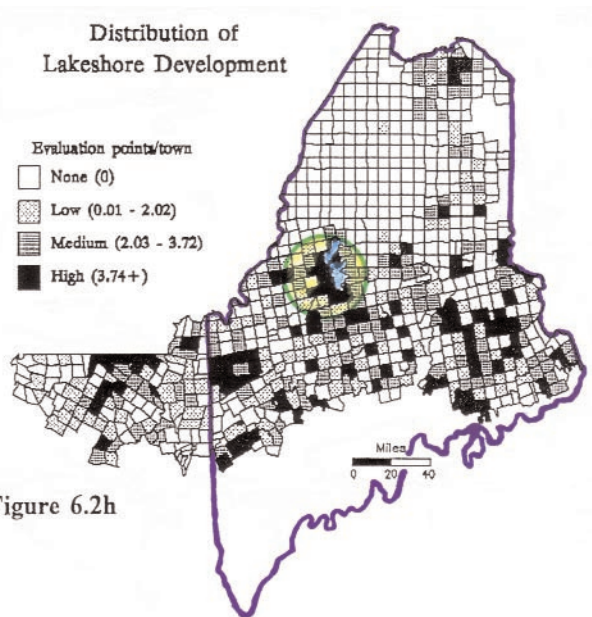 Distribution of
Lakeshore Development
Evaluation points/town
None (0)
Low (0.01 - 2.02)
Medium (2.03 - 3.72)
High (3.74+)
Miles
0 20 40
igure 6.2h